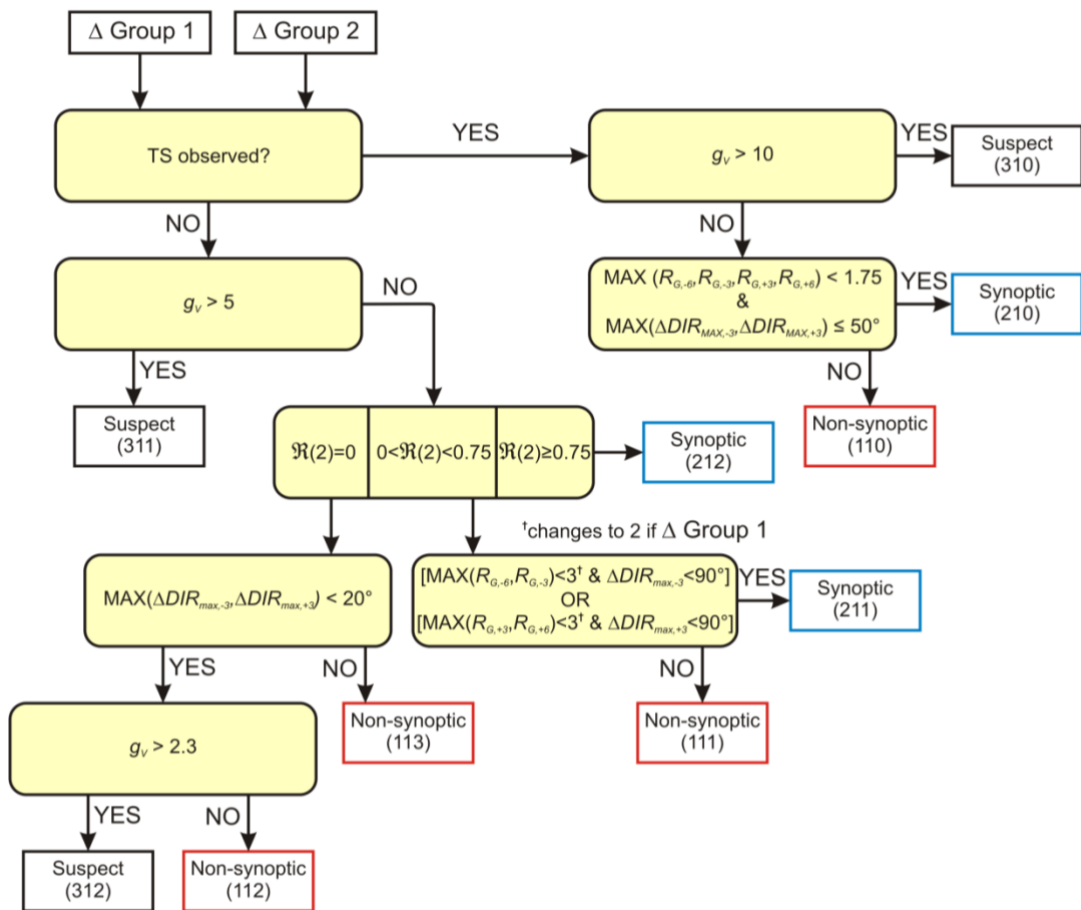 Δ Group 1
Δ Group 2
TS observed?
YES
g_v > 10
YES
Suspect
(310)
NO
NO
g_v > 5
NO
MAX (R_G,-6,R_G,-3,R_G,+3,R_G,+6) < 1.75
&
MAX(ΔDIR_MAX,-3,ΔDIR_MAX,+3) ≤ 50°
YES
Synoptic
(210)
YES
NO
Suspect
(311)
Non-synoptic
(110)
ℜ(2)=0
0<ℜ(2)<0.75
ℜ(2)≥0.75
Synoptic
(212)
†changes to 2 if Δ Group 1
MAX(ΔDIR_max,-3,ΔDIR_max,+3) < 20°
[MAX(R_G,-6,R_G,-3)<3† & ΔDIR_max,-3<90°]
OR
[MAX(R_G,+3,R_G,+6)<3† & ΔDIR_max,+3<90°]
YES
Synoptic
(211)
YES
NO
NO
Non-synoptic
(113)
Non-synoptic
(111)
g_v > 2.3
YES
NO
Suspect
(312)
Non-synoptic
(112)